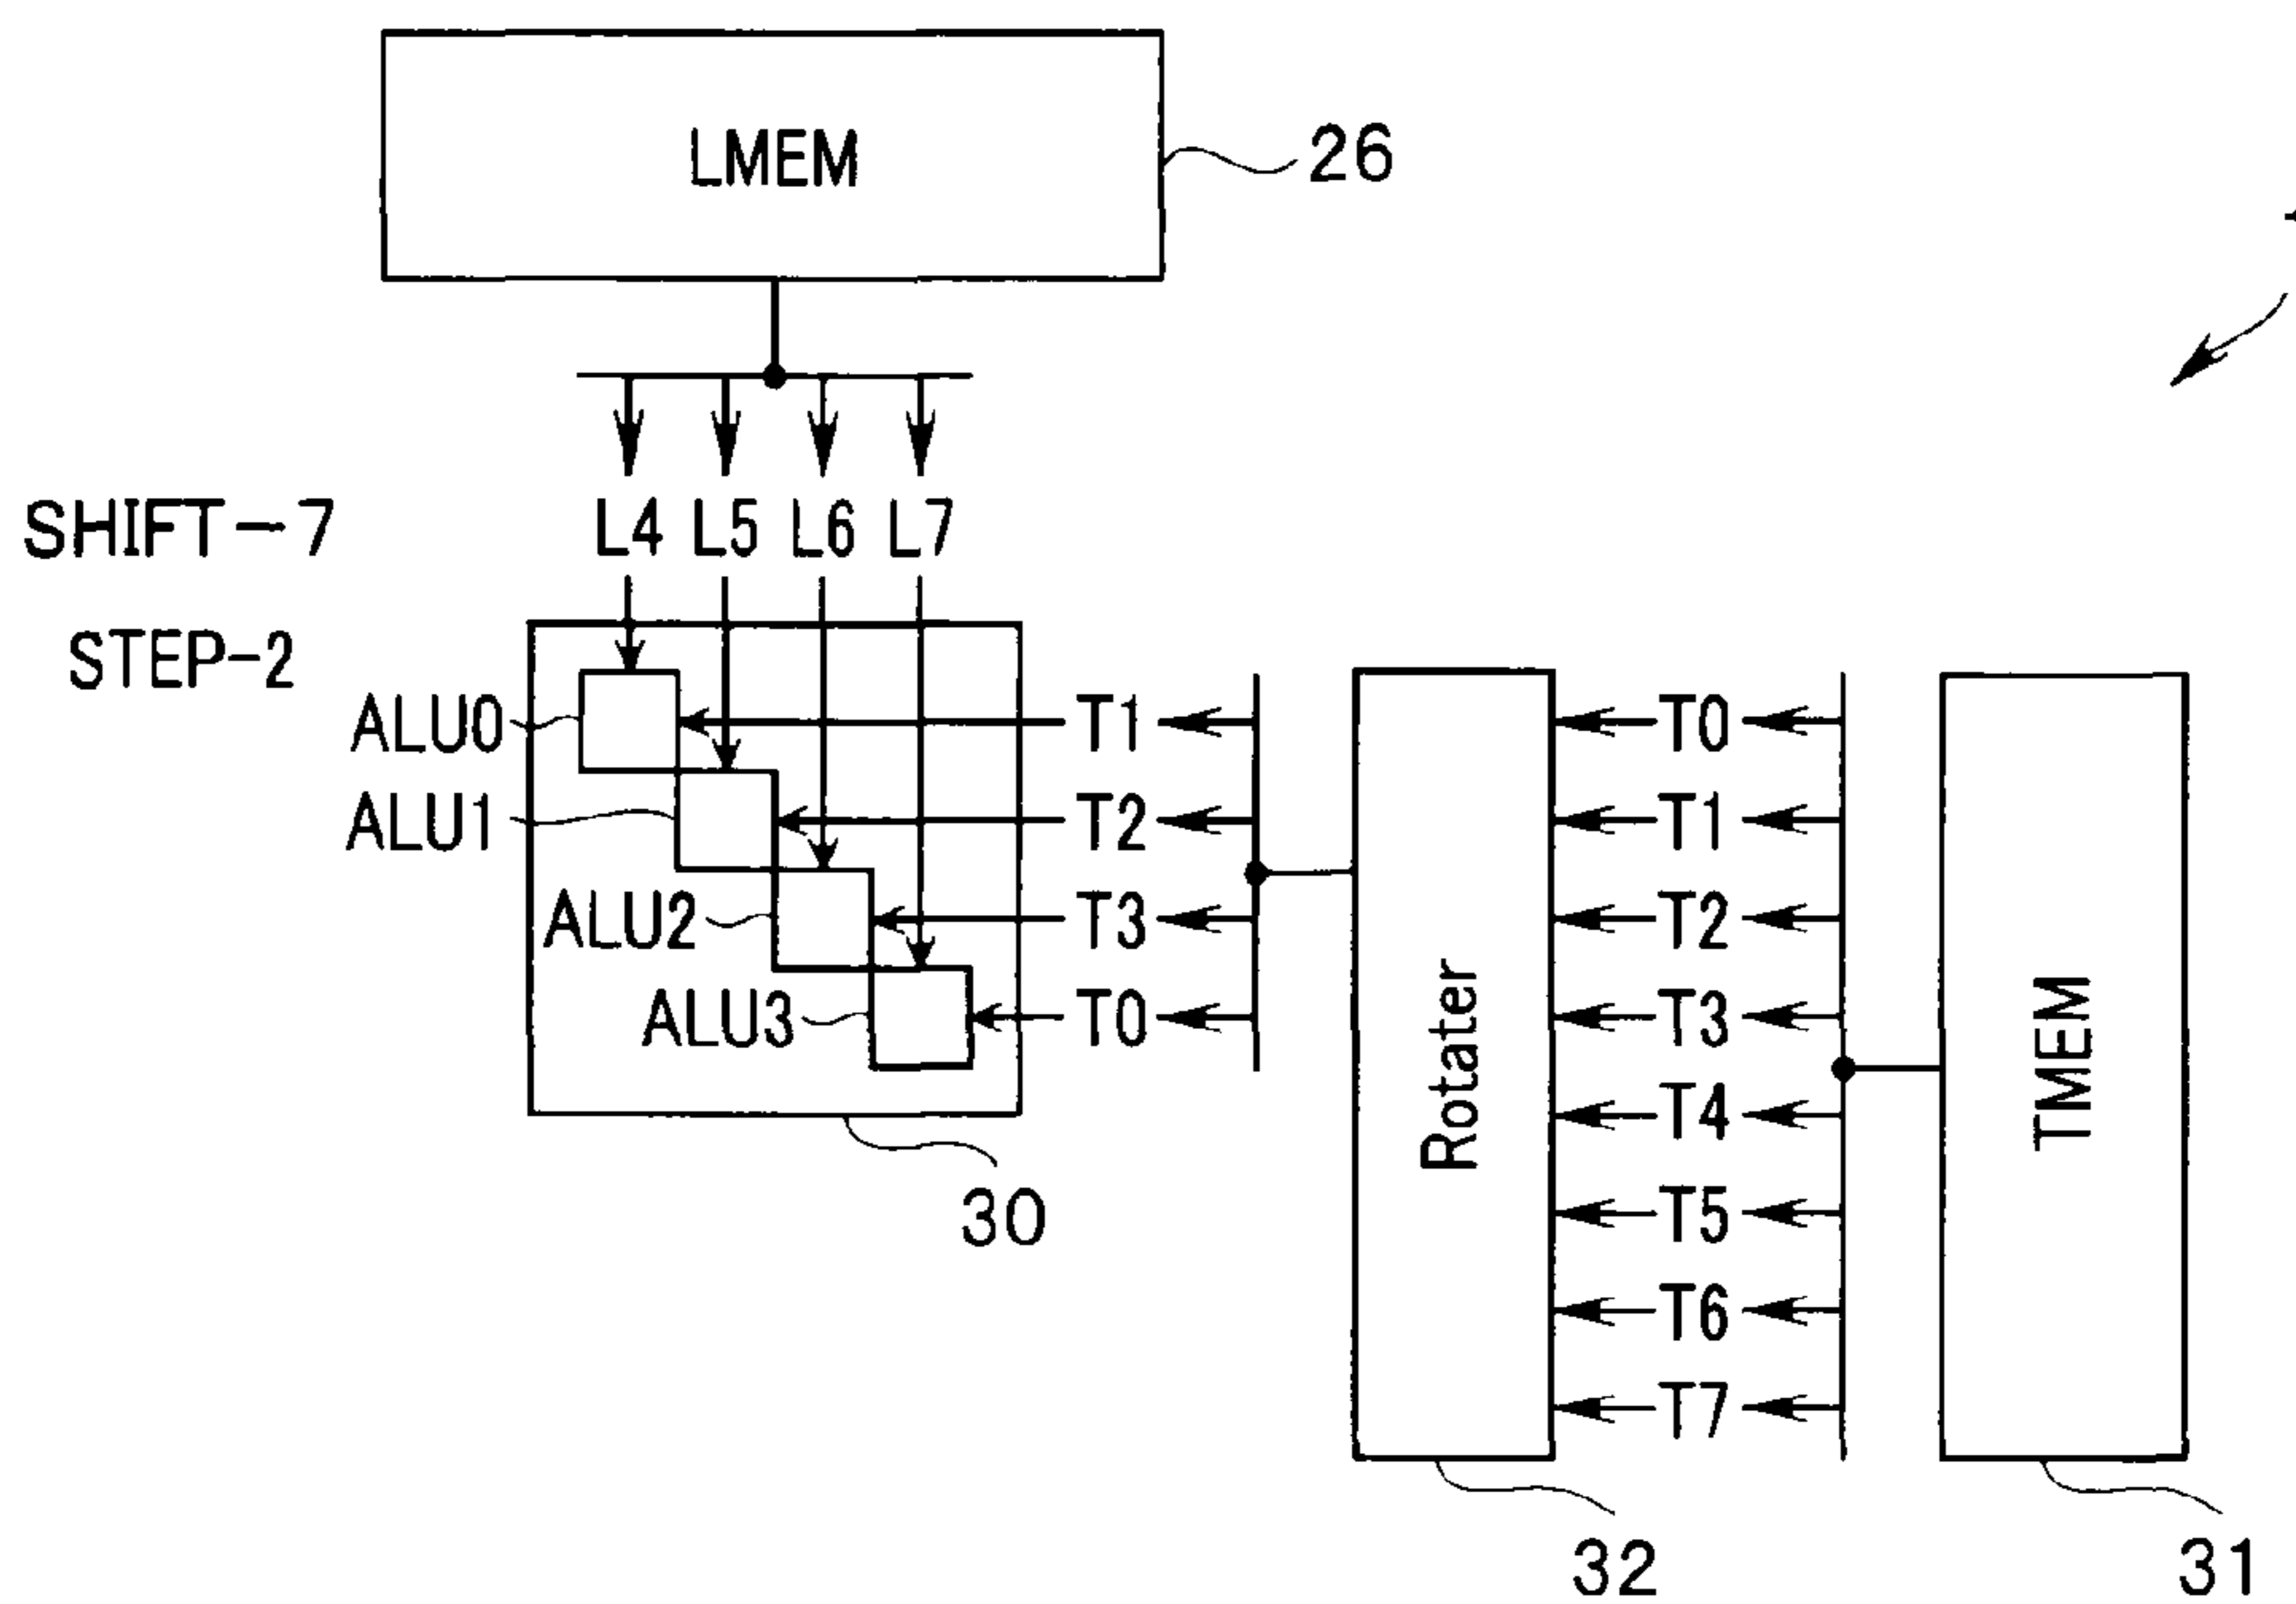 LMEM
26
SHIFT-7 L4 L5 L6 L7
STEP-2
ALU0 T1 T0
ALU1 T2 T1
ALU2 T3 T2
ALU3 T0 T3
T4
T5
T6
T7
Rotater
TMEM
30
32
31